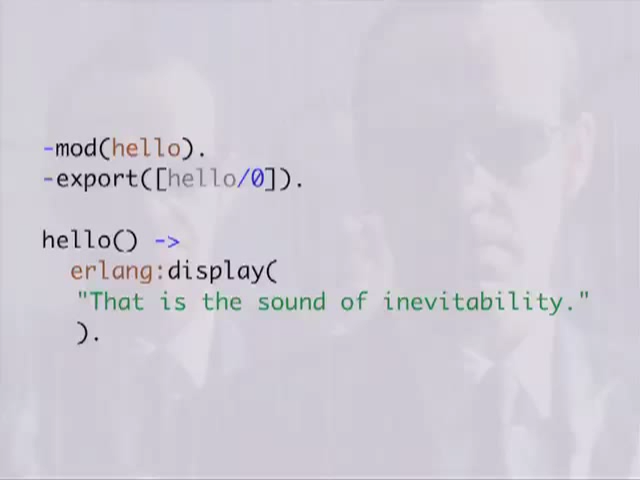 -mod(hello).
-export([hello/0]).
hello() ->
erlang:display(
"That is the sound of inevitability."
).